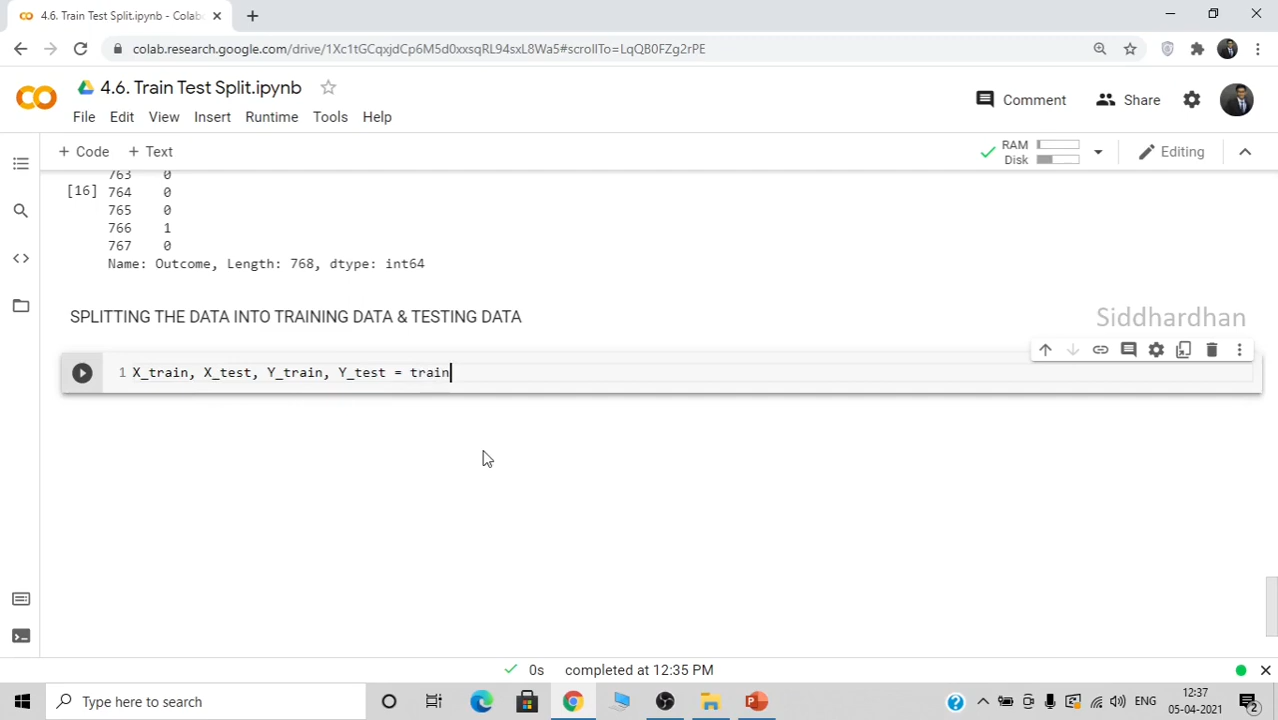 4.6. Train Test Split.ipynb - Colab
colab.research.google.com/drive/1Xc1tGCqxjdCp6M5d0xxsqRL94sxL8Wa5#scrollTo=LqQB0FZg2rPE
4.6. Train Test Split.ipynb
Comment
Share
File Edit View Insert Runtime Tools Help
+ Code + Text
RAM
Disk
Editing
763 0
[16] 764 0
765 0
766 1
767 0
Name: Outcome, Length: 768, dtype: int64
SPLITTING THE DATA INTO TRAINING DATA & TESTING DATA
Siddhardhan
1 X_train, X_test, Y_train, Y_test = train
0s completed at 12:35 PM
Type here to search
ENG
12:37
05-04-2021
2